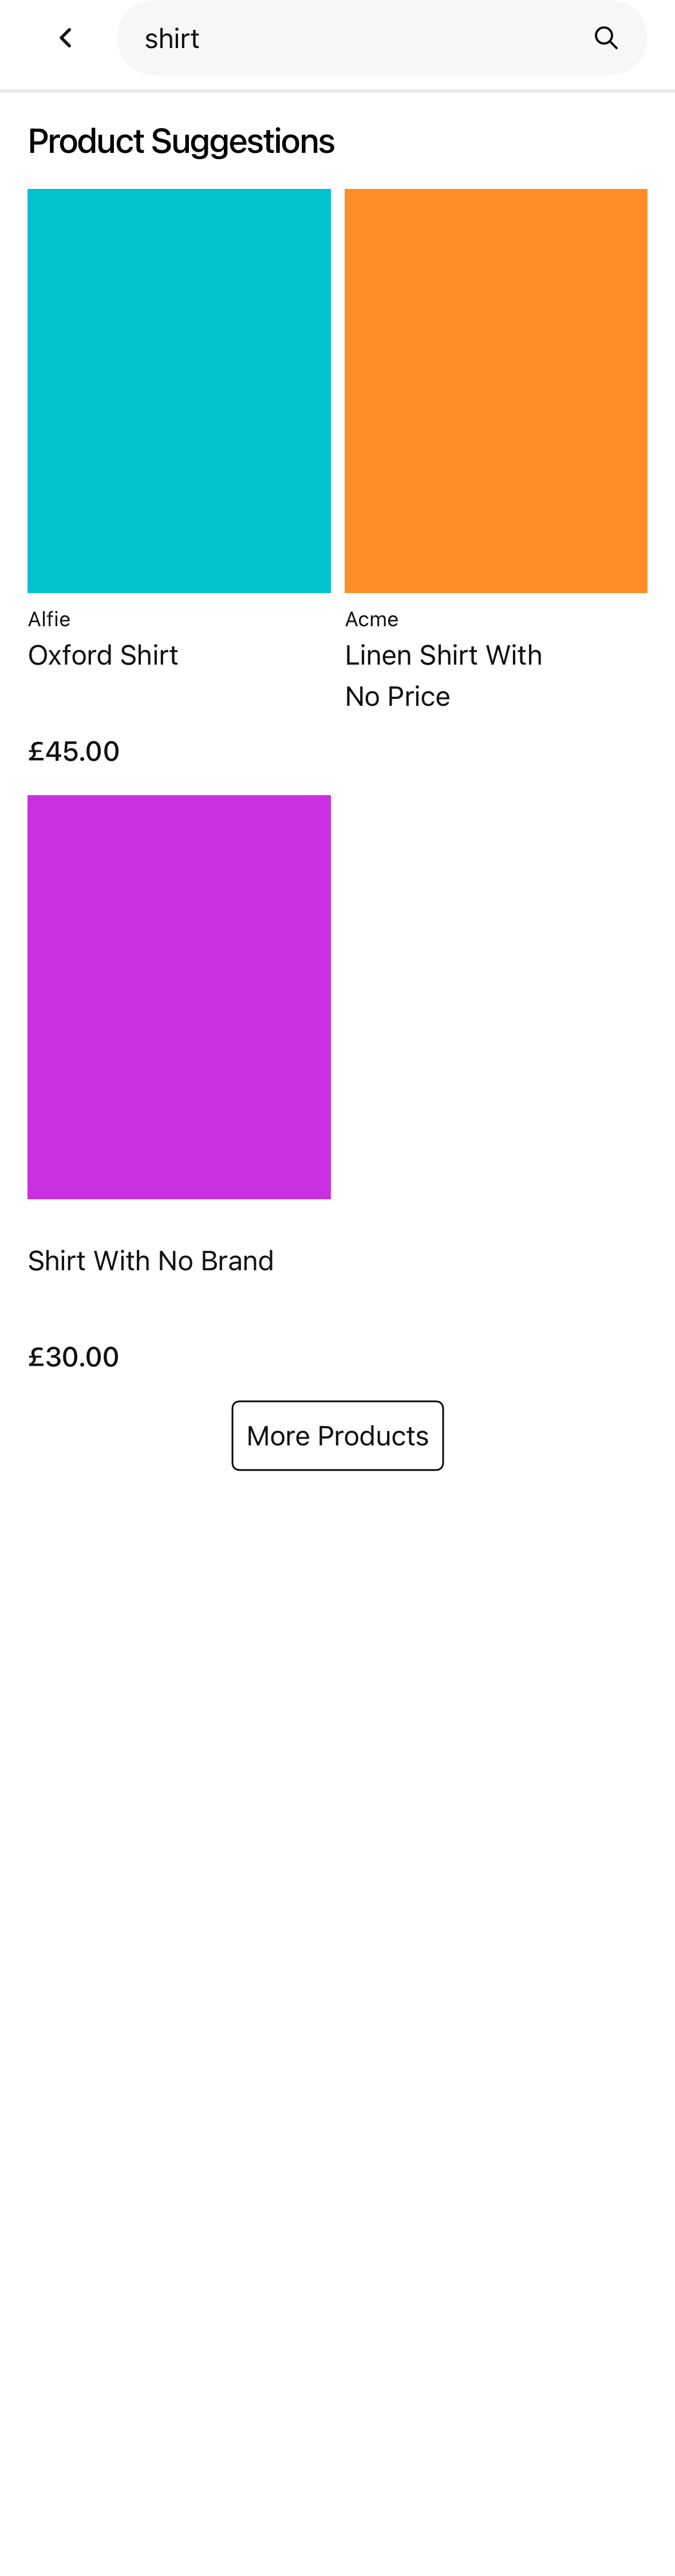 shirt
Product Suggestions
Alfie
Oxford Shirt
£45.00
Acme
Linen Shirt With
No Price
Shirt With No Brand
£30.00
More Products